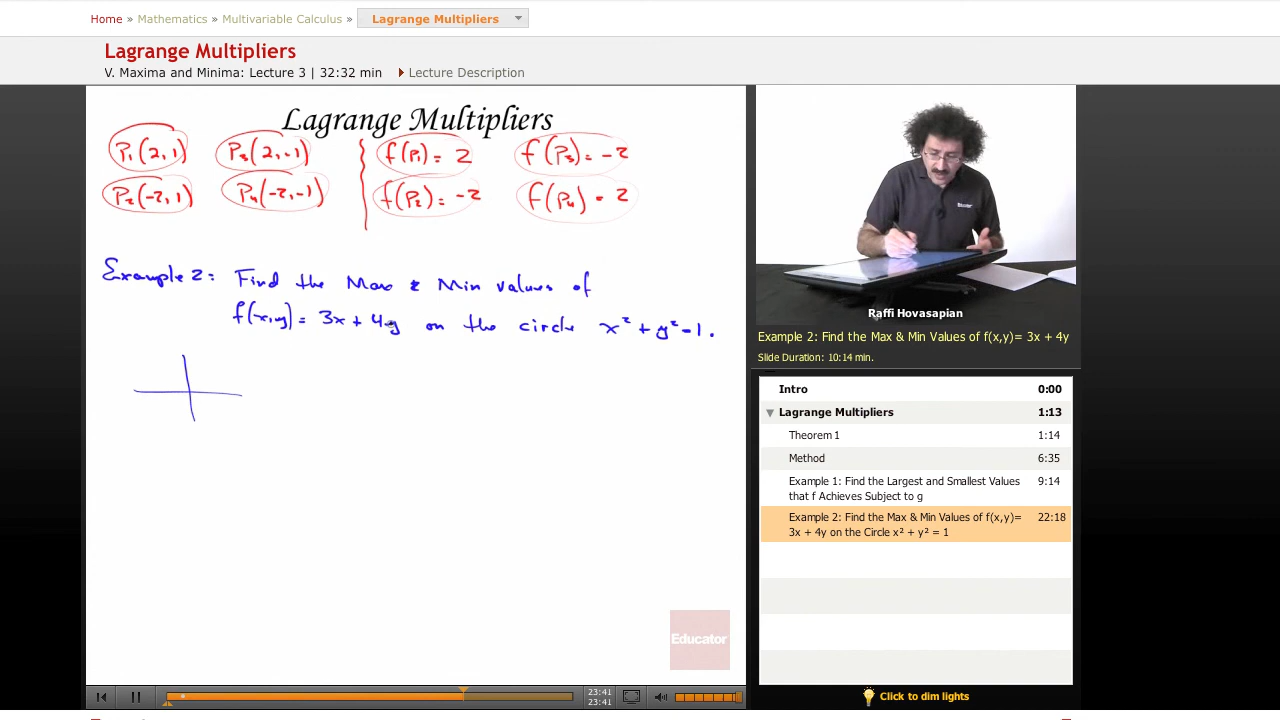 Home » Mathematics » Multivariable Calculus » Lagrange Multipliers
Lagrange Multipliers
V. Maxima and Minima: Lecture 3 | 32:32 min Lecture Description
Lagrange Multipliers
P₁(2,1) P₃(2,-1) f(P₁) = 2 f(P₃) = -2
P₂(-2,1) P₄(-2,-1) f(P₂) = -2 f(P₄) = 2
Example 2: Find the Max & Min values of
f(x,y) = 3x + 4y on the circle x² + y² = 1.
Educator
Educator
Raffi Hovasapian
Example 2: Find the Max & Min Values of f(x,y)= 3x + 4y
Slide Duration: 10:14 min.
Intro 0:00
Lagrange Multipliers 1:13
Theorem 1 1:14
Method 6:35
Example 1: Find the Largest and Smallest Values 9:14
that f Achieves Subject to g
Example 2: Find the Max & Min Values of f(x,y)= 22:18
3x + 4y on the Circle x² + y² = 1
23:41
23:41
Click to dim lights